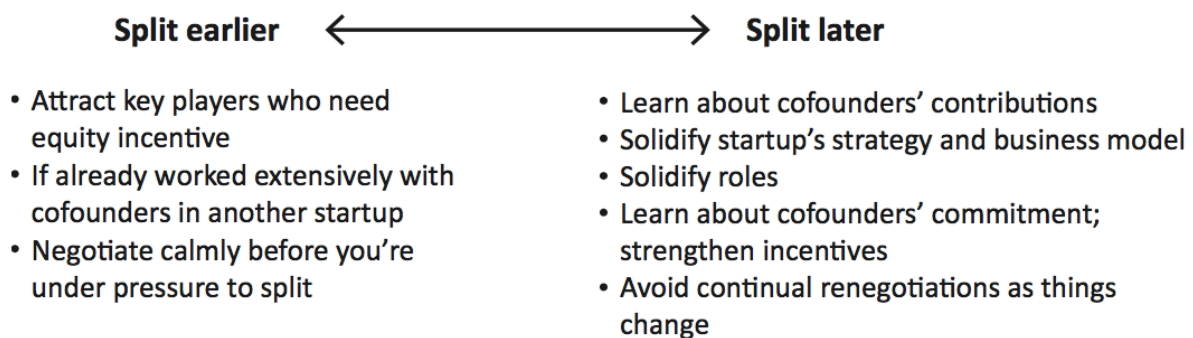 Split earlier
Split later
• Attract key players who need
equity incentive
• If already worked extensively with
cofounders in another startup
• Negotiate calmly before you’re
under pressure to split
• Learn about cofounders’ contributions
• Solidify startup’s strategy and business model
• Solidify roles
• Learn about cofounders’ commitment;
strengthen incentives
• Avoid continual renegotiations as things
change